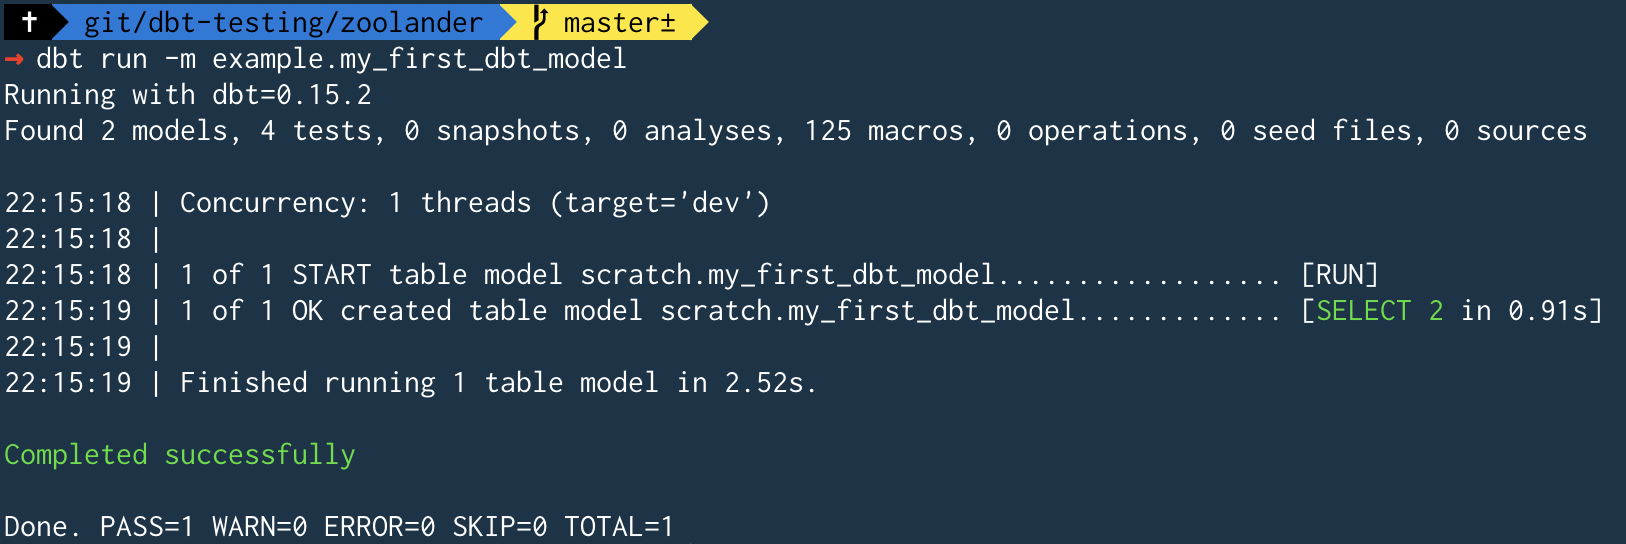 ✝ git/dbt-testing/zoolander master±
→ dbt run -m example.my_first_dbt_model
Running with dbt=0.15.2
Found 2 models, 4 tests, 0 snapshots, 0 analyses, 125 macros, 0 operations, 0 seed files, 0 sources
22:15:18 | Concurrency: 1 threads (target='dev')
22:15:18 |
22:15:18 | 1 of 1 START table model scratch.my_first_dbt_model.................. [RUN]
22:15:19 | 1 of 1 OK created table model scratch.my_first_dbt_model............. [SELECT 2 in 0.91s]
22:15:19 |
22:15:19 | Finished running 1 table model in 2.52s.
Completed successfully
Done. PASS=1 WARN=0 ERROR=0 SKIP=0 TOTAL=1